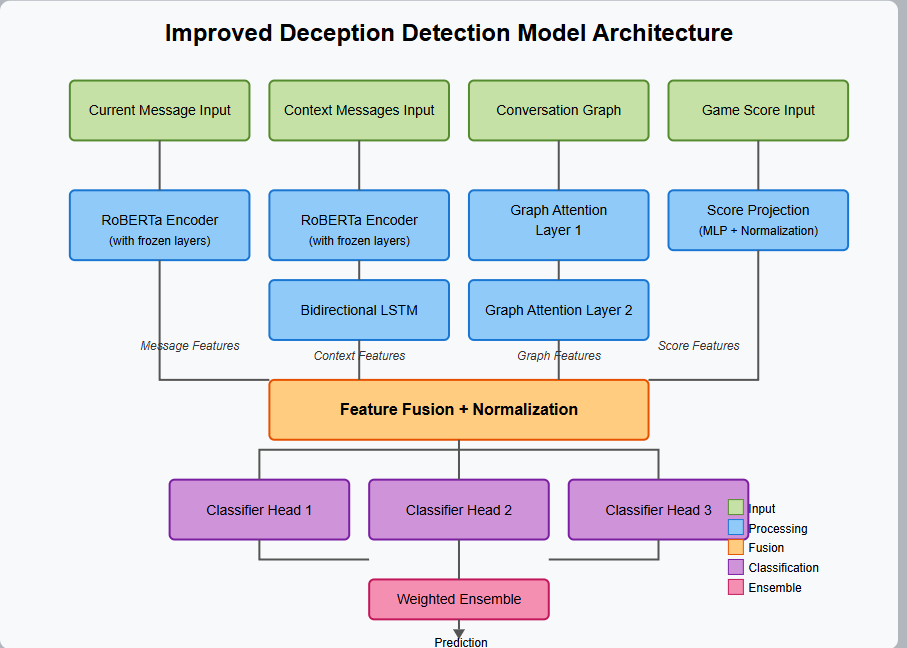 Improved Deception Detection Model Architecture
Current Message Input
Context Messages Input
Conversation Graph
Game Score Input
RoBERTa Encoder
(with frozen layers)
RoBERTa Encoder
(with frozen layers)
Graph Attention
Layer 1
Score Projection
(MLP + Normalization)
Bidirectional LSTM
Graph Attention Layer 2
Message Features
Context Features
Graph Features
Score Features
Feature Fusion + Normalization
Classifier Head 1
Classifier Head 2
Classifier Head 3
Input
Processing
Fusion
Classification
Ensemble
Weighted Ensemble
Prediction